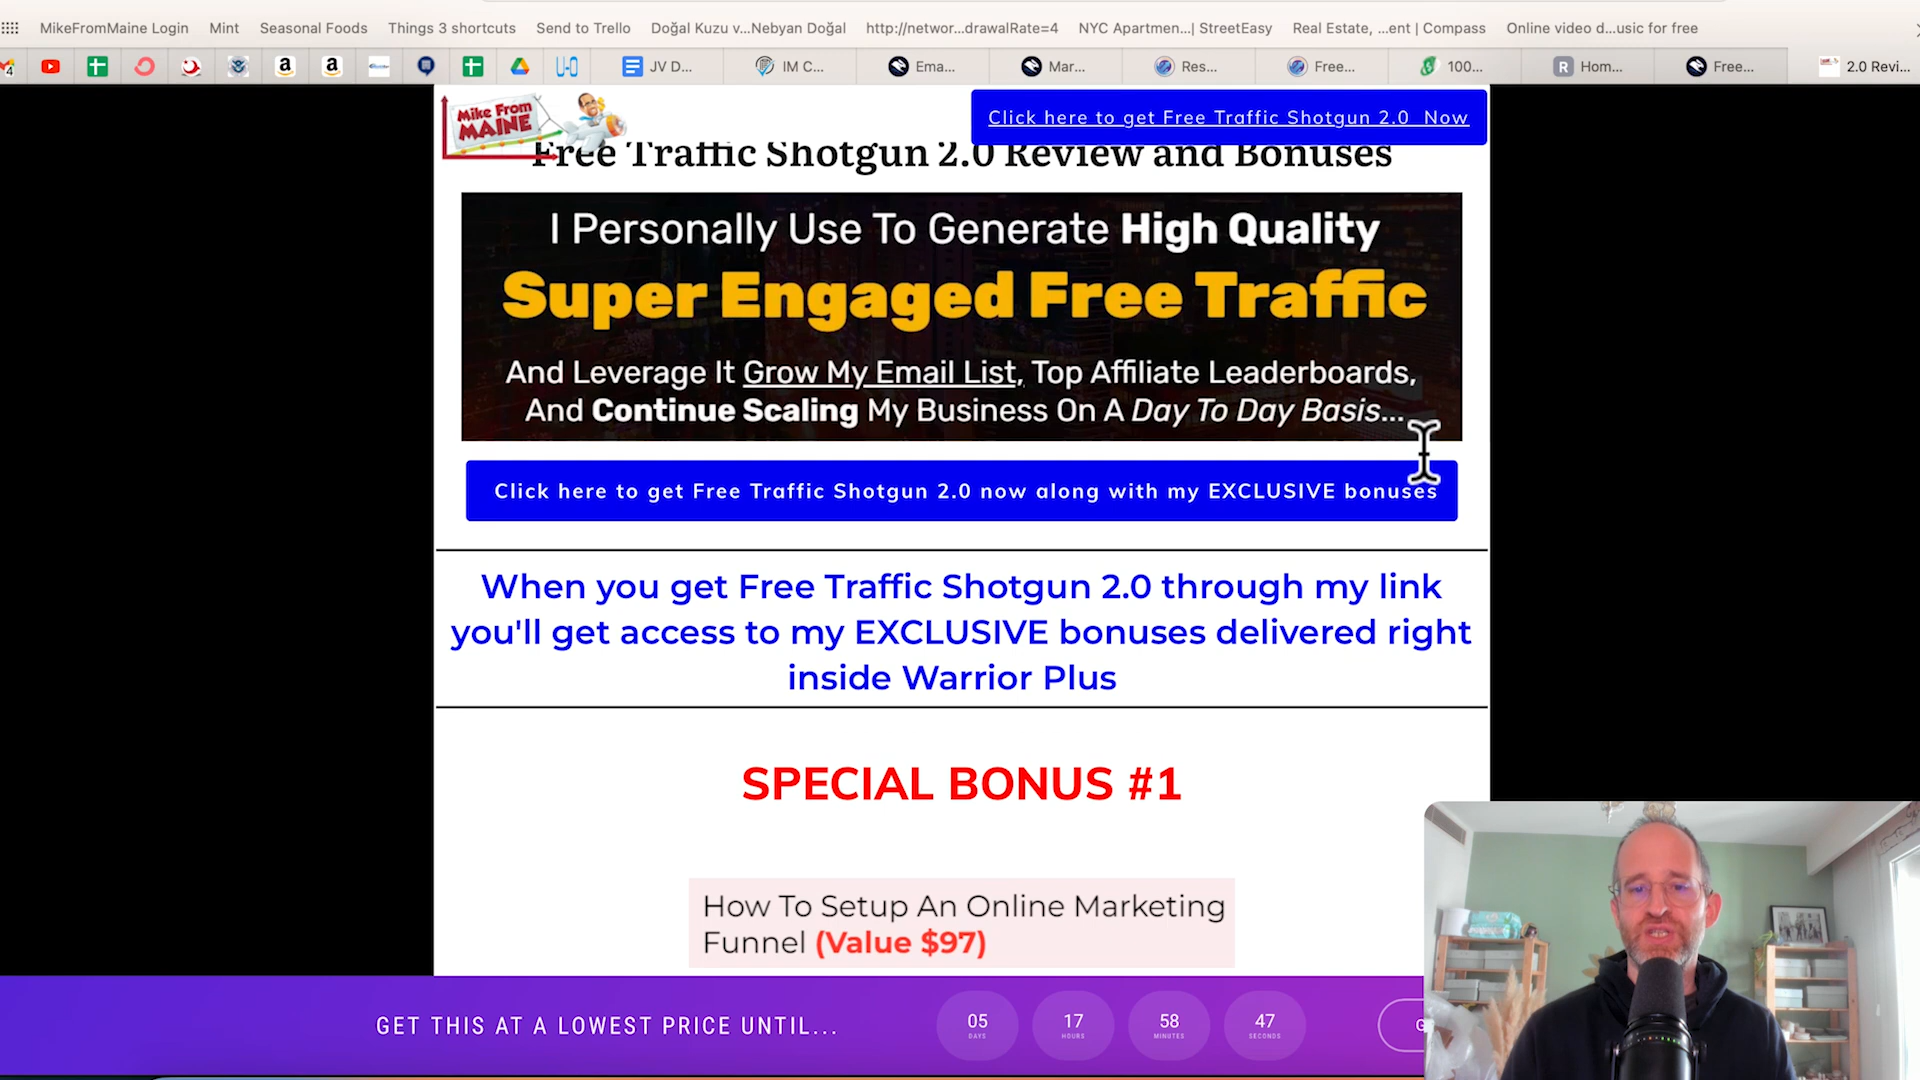 MikeFromMaine Login Mint Seasonal Foods Things 3 shortcuts Send to Trello Doğal Kuzu v...Nebyan Doğal http://networ...drawalRate=4 NYC Apartmen...| StreetEasy Real Estate, ...ent | Compass Online video d...usic for free
4 JV D... IM C... Ema... Mar... Res... Free... 100... R Hom... Free... 2.0 Revi...
Mike From
MAINE
Click here to get Free Traffic Shotgun 2.0 Now
Free Traffic Shotgun 2.0 Review and Bonuses
I Personally Use To Generate High Quality
Super Engaged Free Traffic
And Leverage It Grow My Email List, Top Affiliate Leaderboards,
And Continue Scaling My Business On A Day To Day Basis...
Click here to get Free Traffic Shotgun 2.0 now along with my EXCLUSIVE bonuses
When you get Free Traffic Shotgun 2.0 through my link
you'll get access to my EXCLUSIVE bonuses delivered right
inside Warrior Plus
SPECIAL BONUS #1
How To Setup An Online Marketing
Funnel (Value $97)
GET THIS AT A LOWEST PRICE UNTIL...
05 17 58 47
DAYS HOURS MINUTES SECONDS